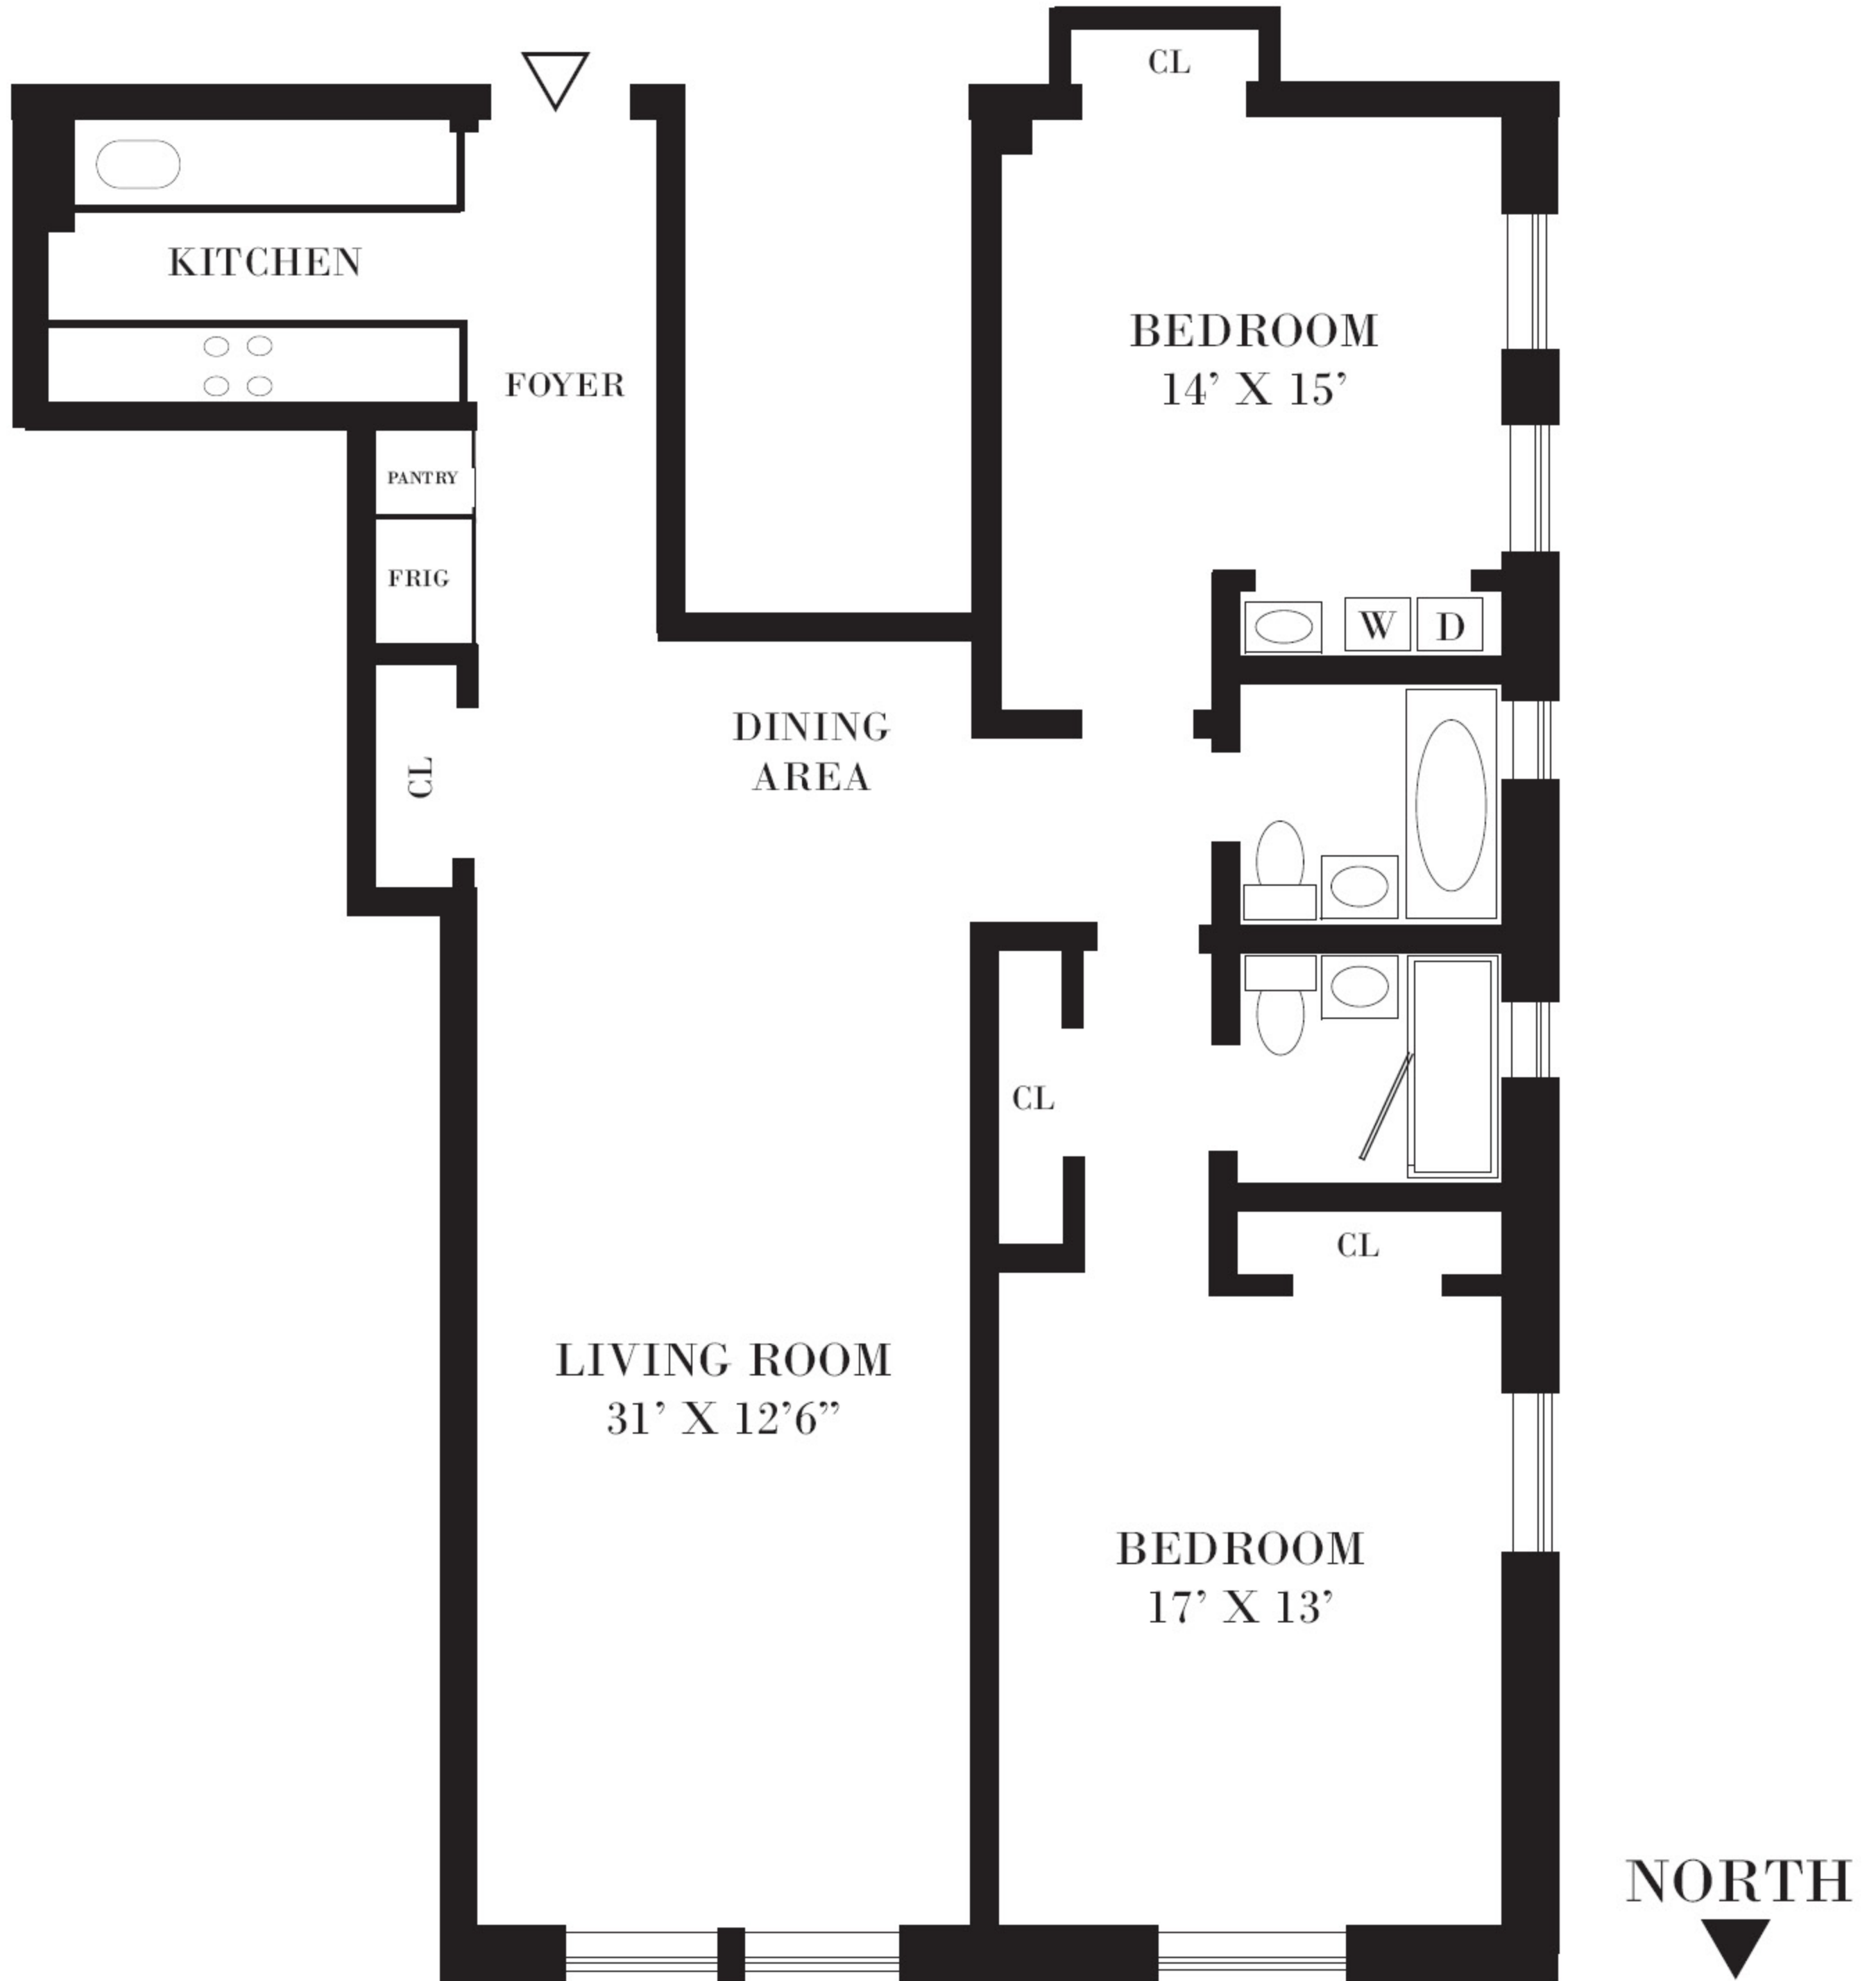 CL
KITCHEN
BEDROOM
14’ X 15’
FOYER
PANTRY
FRIG
W
D
DINING
AREA
CL
CL
CL
LIVING ROOM
31’ X 12’6”
BEDROOM
17’ X 13’
NORTH